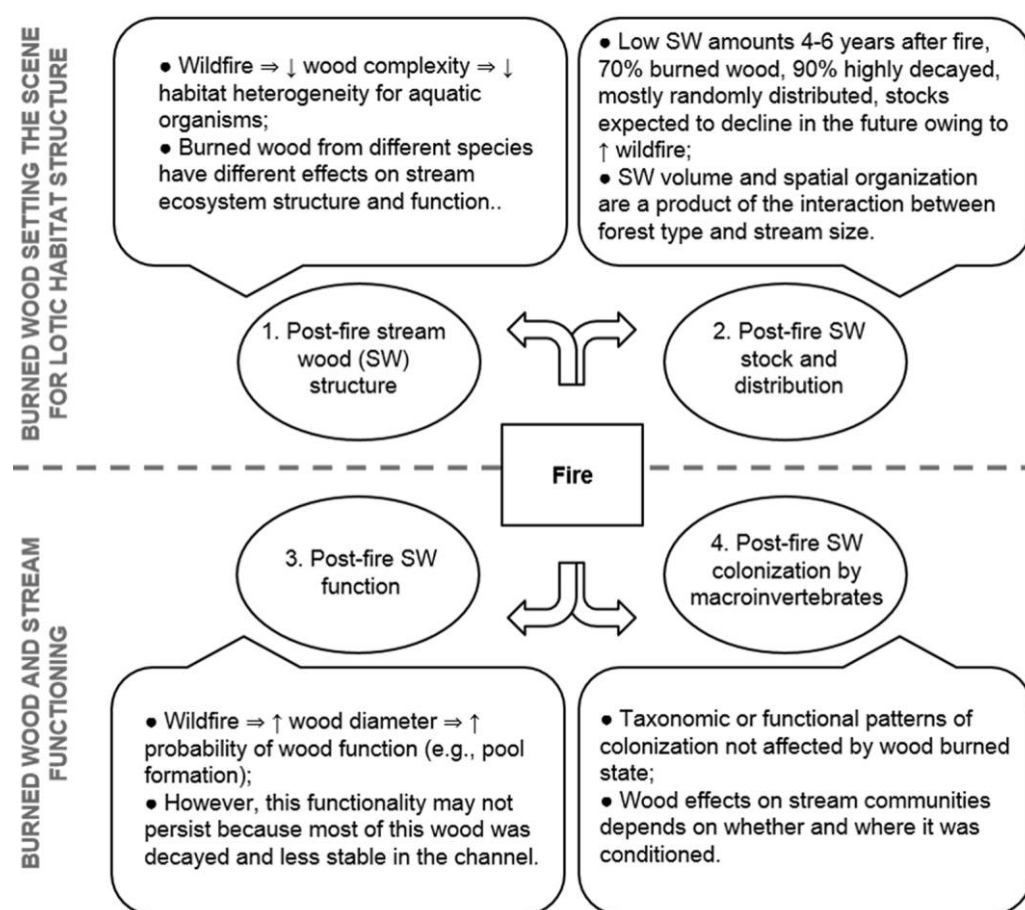 BURNED WOOD SETTING THE SCENE
FOR LOTIC HABITAT STRUCTURE
● Wildfire ⇒ ↓ wood complexity ⇒ ↓
habitat heterogeneity for aquatic
organisms;
● Burned wood from different species
have different effects on stream
ecosystem structure and function..
● Low SW amounts 4-6 years after fire,
70% burned wood, 90% highly decayed,
mostly randomly distributed, stocks
expected to decline in the future owing to
↑ wildfire;
● SW volume and spatial organization
are a product of the interaction between
forest type and stream size.
1. Post-fire stream
wood (SW)
structure
2. Post-fire SW
stock and
distribution
Fire
BURNED WOOD AND STREAM
FUNCTIONING
3. Post-fire SW
function
4. Post-fire SW
colonization by
macroinvertebrates
● Wildfire ⇒ ↑ wood diameter ⇒ ↑
probability of wood function (e.g., pool
formation);
● However, this functionality may not
persist because most of this wood was
decayed and less stable in the channel.
● Taxonomic or functional patterns of
colonization not affected by wood burned
state;
● Wood effects on stream communities
depends on whether and where it was
conditioned.